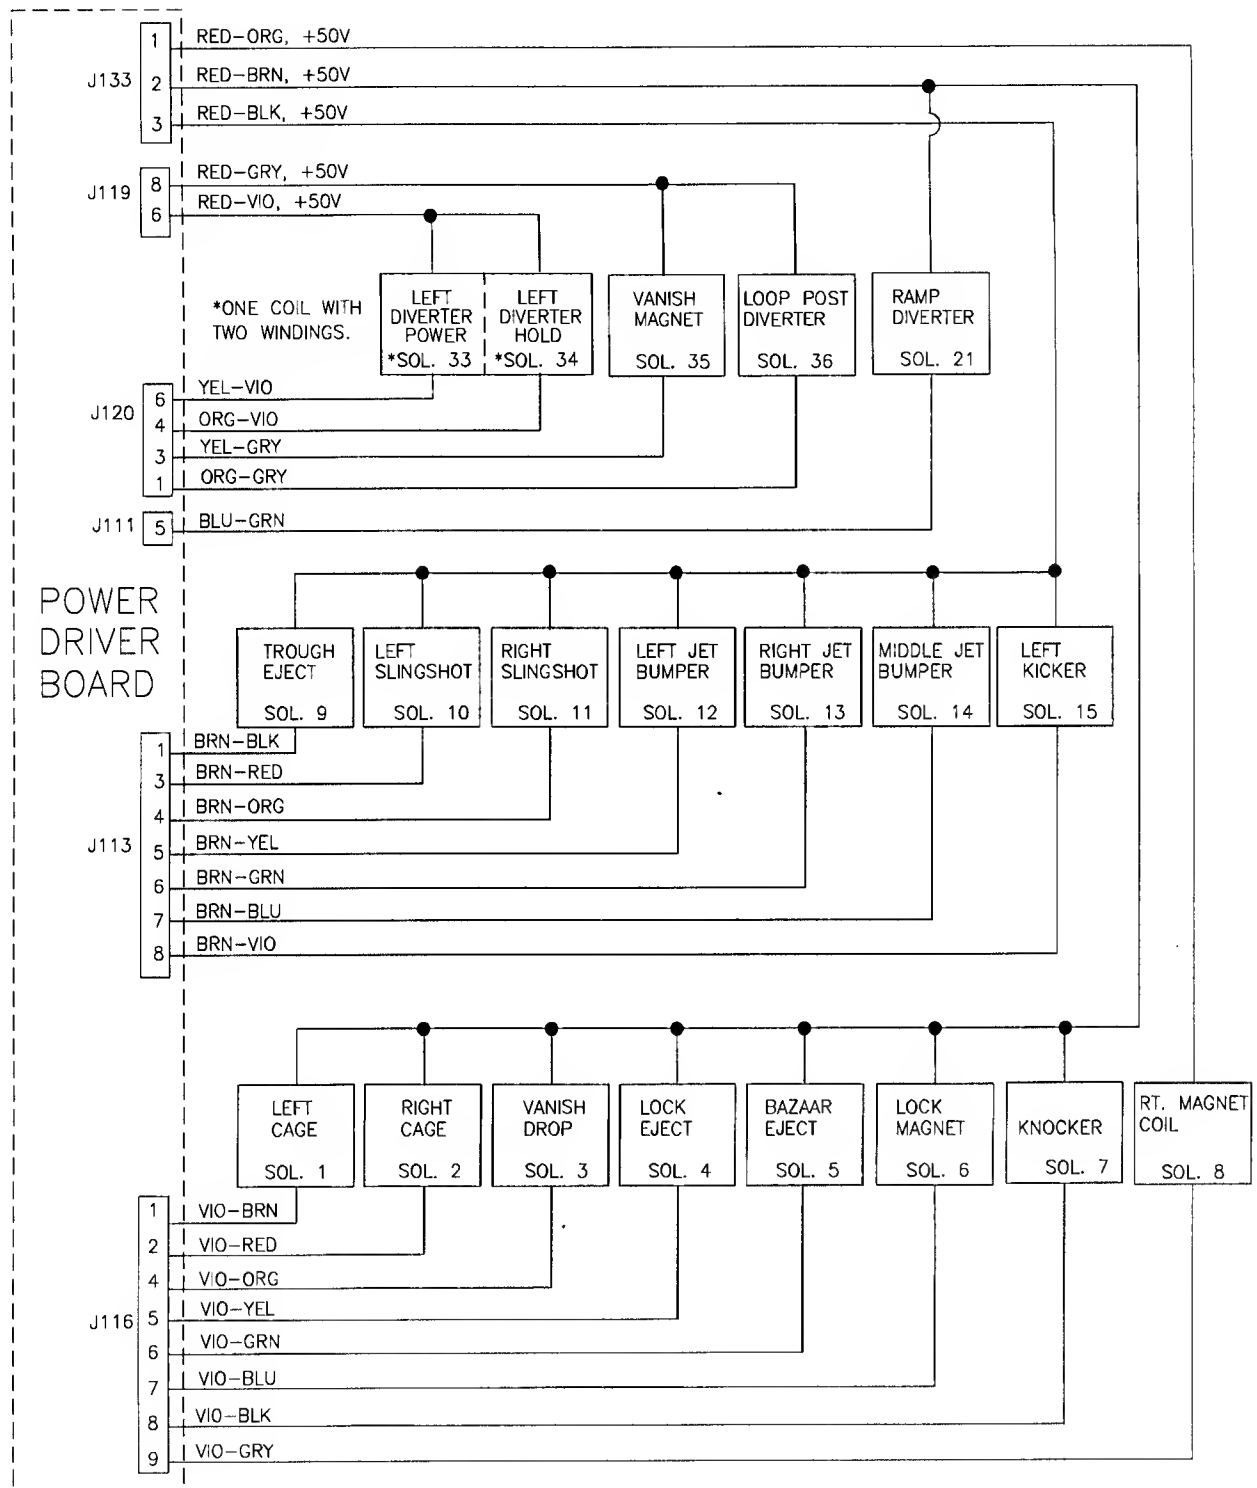 1 RED-ORG, +50V
J133 2 RED-BRN, +50V
3 RED-BLK, +50V
J119 8 RED-GRY, +50V
6 RED-VIO, +50V
*ONE COIL WITH
TWO WINDINGS.
LEFT
DIVERTER
POWER
*SOL. 33
LEFT
DIVERTER
HOLD
*SOL. 34
VANISH
MAGNET
SOL. 35
LOOP POST
DIVERTER
SOL. 36
RAMP
DIVERTER
SOL. 21
J120
6 YEL-VIO
4 ORG-VIO
3 YEL-GRY
1 ORG-GRY
J111 5 BLU-GRN
POWER
DRIVER
BOARD
TROUGH
EJECT
SOL. 9
LEFT
SLINGSHOT
SOL. 10
RIGHT
SLINGSHOT
SOL. 11
LEFT JET
BUMPER
SOL. 12
RIGHT JET
BUMPER
SOL. 13
MIDDLE JET
BUMPER
SOL. 14
LEFT
KICKER
SOL. 15
J113
1 BRN-BLK
3 BRN-RED
4 BRN-ORG
5 BRN-YEL
6 BRN-GRN
7 BRN-BLU
8 BRN-VIO
LEFT
CAGE
SOL. 1
RIGHT
CAGE
SOL. 2
VANISH
DROP
SOL. 3
LOCK
EJECT
SOL. 4
BAZAAR
EJECT
SOL. 5
LOCK
MAGNET
SOL. 6
KNOCKER
SOL. 7
RT. MAGNET
COIL
SOL. 8
J116
1 VIO-BRN
2 VIO-RED
4 VIO-ORG
5 VIO-YEL
6 VIO-GRN
7 VIO-BLU
8 VIO-BLK
9 VIO-GRY